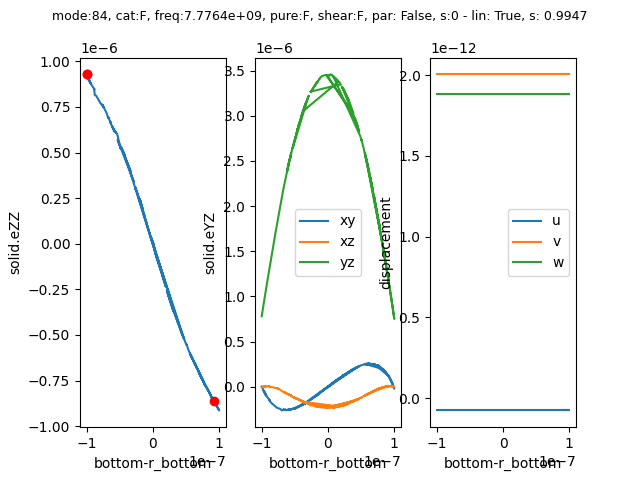 mode:84, cat:F, freq:7.7764e+09, pure:F, shear:F, par: False, s:0 - lin: True, s: 0.9947
1e−6
1.00
0.75
0.50
0.25
0.00
−0.25
−0.50
−0.75
−1.00
solid.eZZ
−1
0
1
1e−7
bottom-r_bottom
1e−6
3.5
3.0
2.5
2.0
1.5
1.0
0.5
0.0
solid.eYZ
xy
xz
yz
−1
0
1
1e−7
bottom-r_bottom
1e−12
2.0
1.5
1.0
0.5
0.0
displacement
u
v
w
−1
0
1
1e−7
bottom-r_bottom